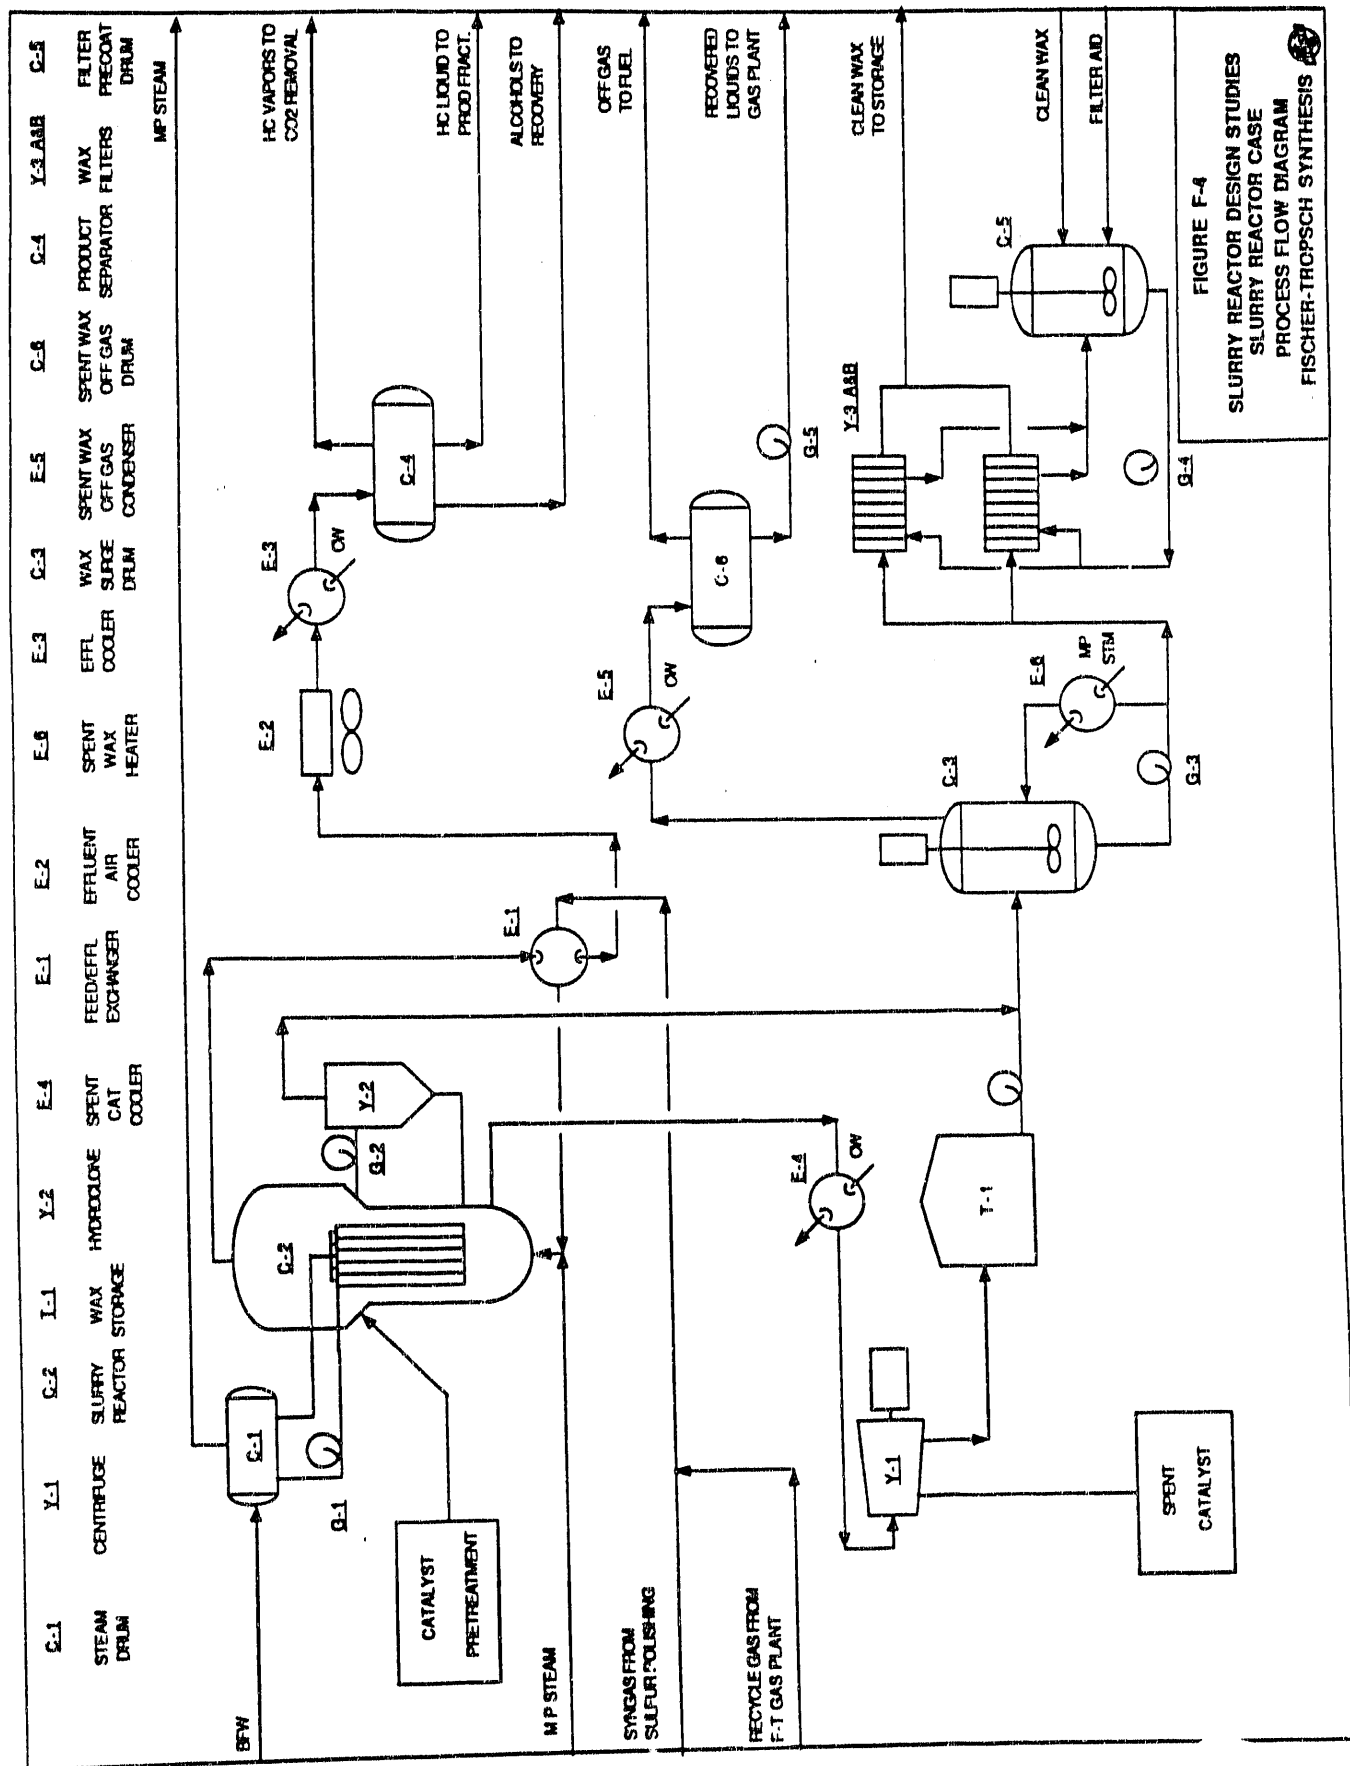 C-1
STEAM
DRUM
Y-1
CENTRIFUGE
C-2
SLURRY
REACTOR
T-1
WAX
STORAGE
Y-2
HYDROCLONE
E-4
SPENT
CAT
COOLER
E-1
FEED/EFFL
EXCHANGER
E-2
EFFLUENT
AIR
COOLER
E-6
SPENT
WAX
HEATER
E-3
EFFL
COOLER
C-3
WAX
SURGE
DRUM
E-5
SPENT WAX
OFF GAS
CONDENSER
C-6
SPENT WAX
OFF GAS
DRUM
C-4
PRODUCT
SEPARATOR
Y-3 A&B
WAX
FILTERS
C-5
FILTER
PRECOAT
DRUM
MP STEAM
BFW
C-1
G-1
C-2
G-2
Y-2
E-1
E-2
E-3
CW
C-4
HC VAPORS TO
CO2 REMOVAL
HC LIQUID TO
PROD FRACT.
ALCOHOLS TO
RECOVERY
CATALYST
PRETREATMENT
M P STEAM
SYNGAS FROM
SULFUR POLISHING
RECYCLE GAS FROM
F-T GAS PLANT
E-5
CW
C-6
G-5
OFF GAS
TO FUEL
RECOVERED
LIQUIDS TO
GAS PLANT
E-4
CW
Y-1
T-1
SPENT
CATALYST
C-3
G-3
E-6
MP
STM
Y-3 A&B
G-4
C-5
CLEAN WAX
TO STORAGE
CLEAN WAX
FILTER AID
FIGURE F-4
SLURRY REACTOR DESIGN STUDIES
SLURRY REACTOR CASE
PROCESS FLOW DIAGRAM
FISCHER-TROPSCH SYNTHESIS